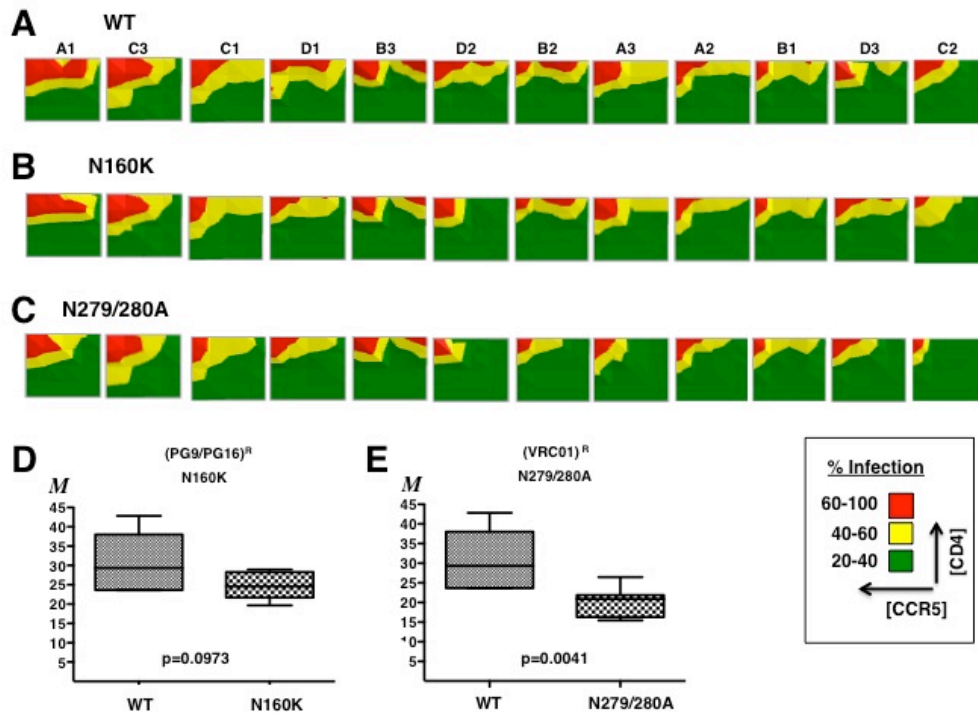 A
WT
A1 C3 C1 D1 B3 D2 B2 A3 A2 B1 D3 C2
B
N160K
C
N279/280A
D
(PG9/PG16)R
N160K
M
45
40
35
30
25
20
15
10
5
p=0.0973
WT N160K
E
(VRC01) R
N279/280A
M
45
40
35
30
25
20
15
10
5
p=0.0041
WT N279/280A
% Infection
60-100
40-60
20-40
[CD4]
[CCR5]